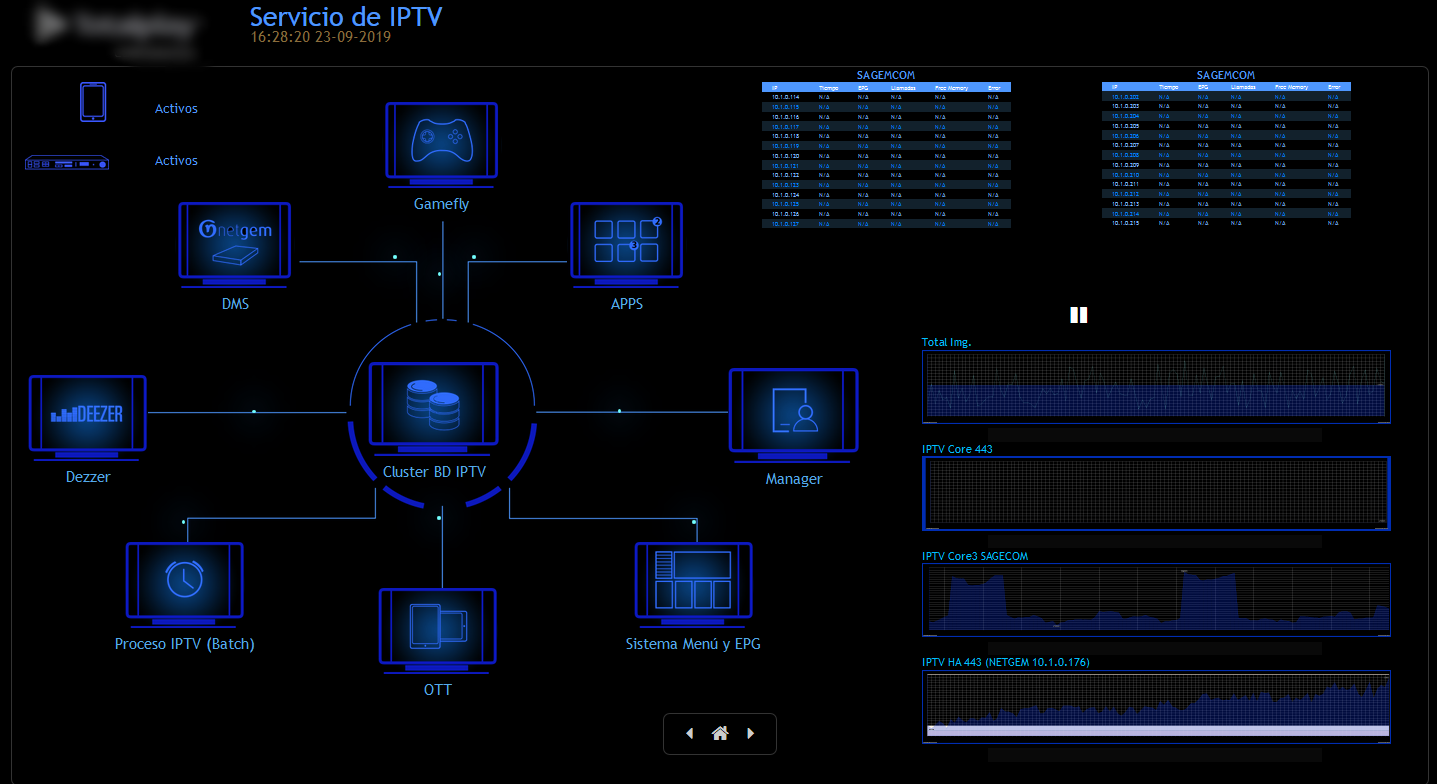 Totalplay
Servicio de IPTV
16:28:20 23-09-2019
Activos
Activos
Gamefly
netgem
DMS
2
3
APPS
DEEZER
Dezzer
Cluster BD IPTV
Manager
Proceso IPTV (Batch)
OTT
Sistema Menú y EPG
SAGEMCOM
IP Tiempo EPG Llamadas Free Memory Error
10.1.0.114 N/A N/A N/A N/A N/A
10.1.0.115 N/A N/A N/A N/A N/A
10.1.0.116 N/A N/A N/A N/A N/A
10.1.0.117 N/A N/A N/A N/A N/A
10.1.0.118 N/A N/A N/A N/A N/A
10.1.0.119 N/A N/A N/A N/A N/A
10.1.0.120 N/A N/A N/A N/A N/A
10.1.0.121 N/A N/A N/A N/A N/A
10.1.0.122 N/A N/A N/A N/A N/A
10.1.0.123 N/A N/A N/A N/A N/A
10.1.0.124 N/A N/A N/A N/A N/A
10.1.0.125 N/A N/A N/A N/A N/A
10.1.0.126 N/A N/A N/A N/A N/A
10.1.0.127 N/A N/A N/A N/A N/A
SAGEMCOM
IP Tiempo EPG Llamadas Free Memory Error
10.1.0.202 N/A N/A N/A N/A N/A
10.1.0.203 N/A N/A N/A N/A N/A
10.1.0.204 N/A N/A N/A N/A N/A
10.1.0.205 N/A N/A N/A N/A N/A
10.1.0.206 N/A N/A N/A N/A N/A
10.1.0.207 N/A N/A N/A N/A N/A
10.1.0.208 N/A N/A N/A N/A N/A
10.1.0.209 N/A N/A N/A N/A N/A
10.1.0.210 N/A N/A N/A N/A N/A
10.1.0.211 N/A N/A N/A N/A N/A
10.1.0.212 N/A N/A N/A N/A N/A
10.1.0.213 N/A N/A N/A N/A N/A
10.1.0.214 N/A N/A N/A N/A N/A
10.1.0.215 N/A N/A N/A N/A N/A
Total Img.
IPTV Core 443
IPTV Core3 SAGECOM
IPTV HA 443 (NETGEM 10.1.0.176)